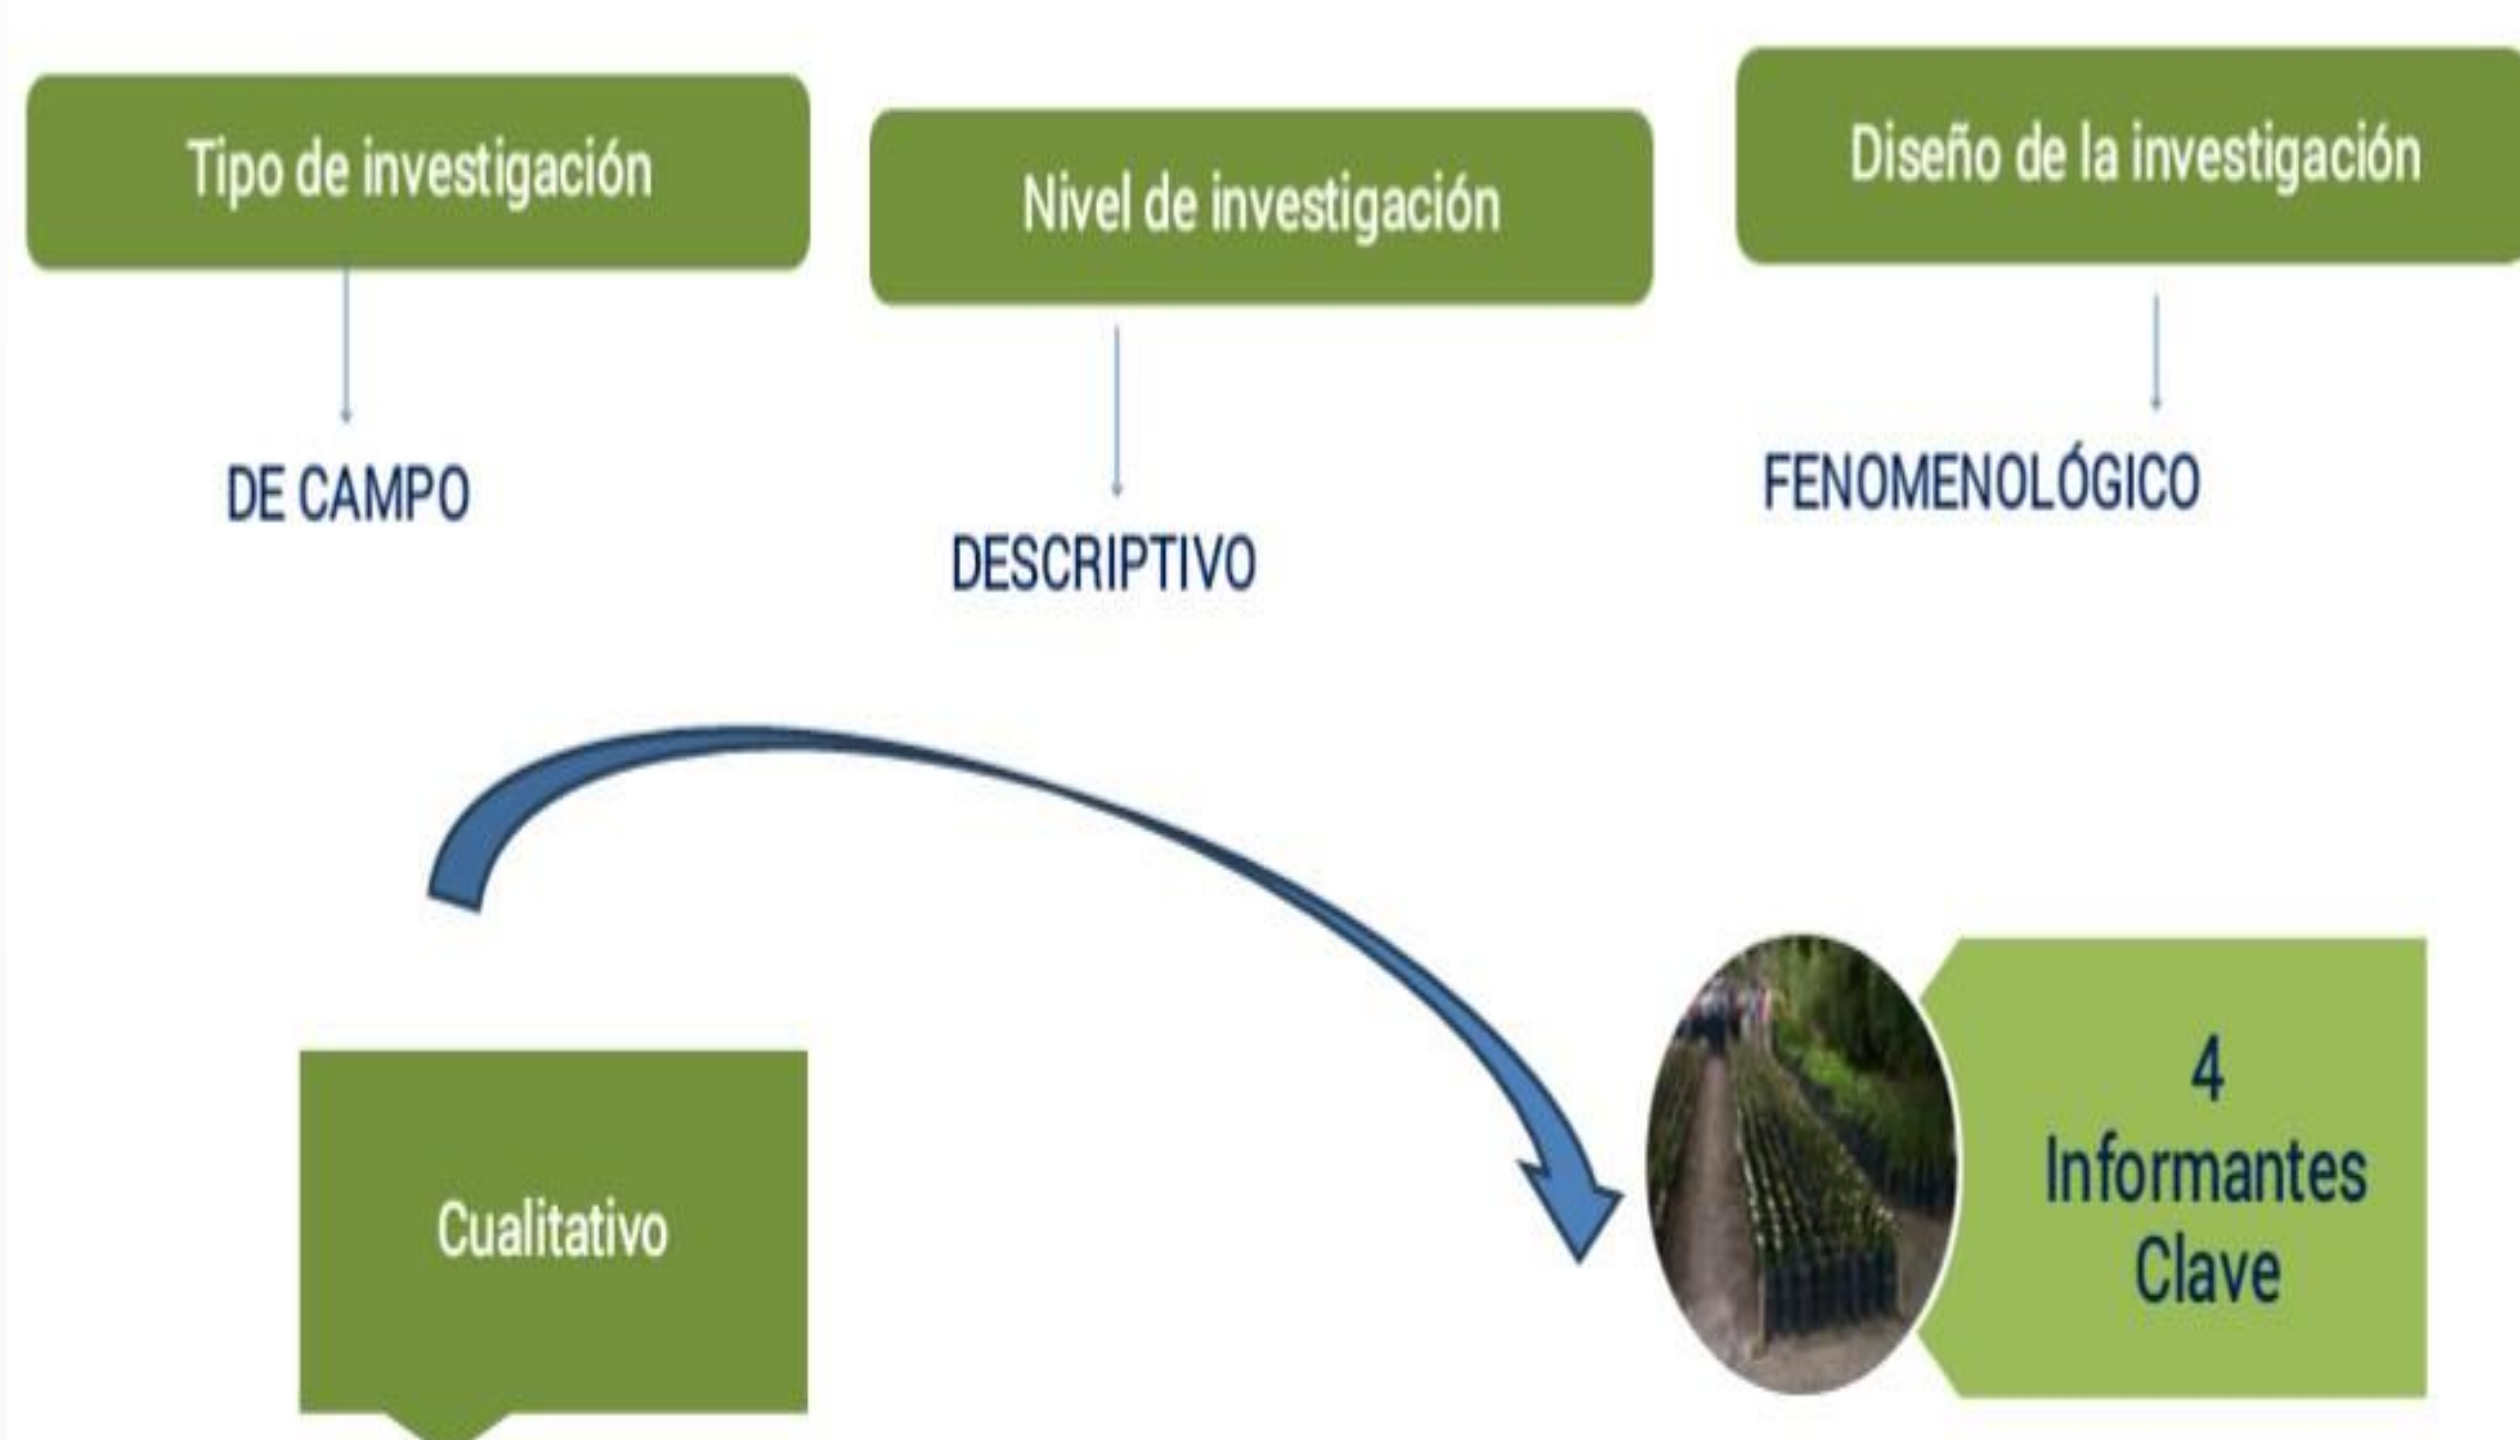 Tipo de investigación
Nivel de investigación
Diseño de la investigación
DE CAMPO
DESCRIPTIVO
FENOMENOLÓGICO
Cualitativo
4
Informantes
Clave